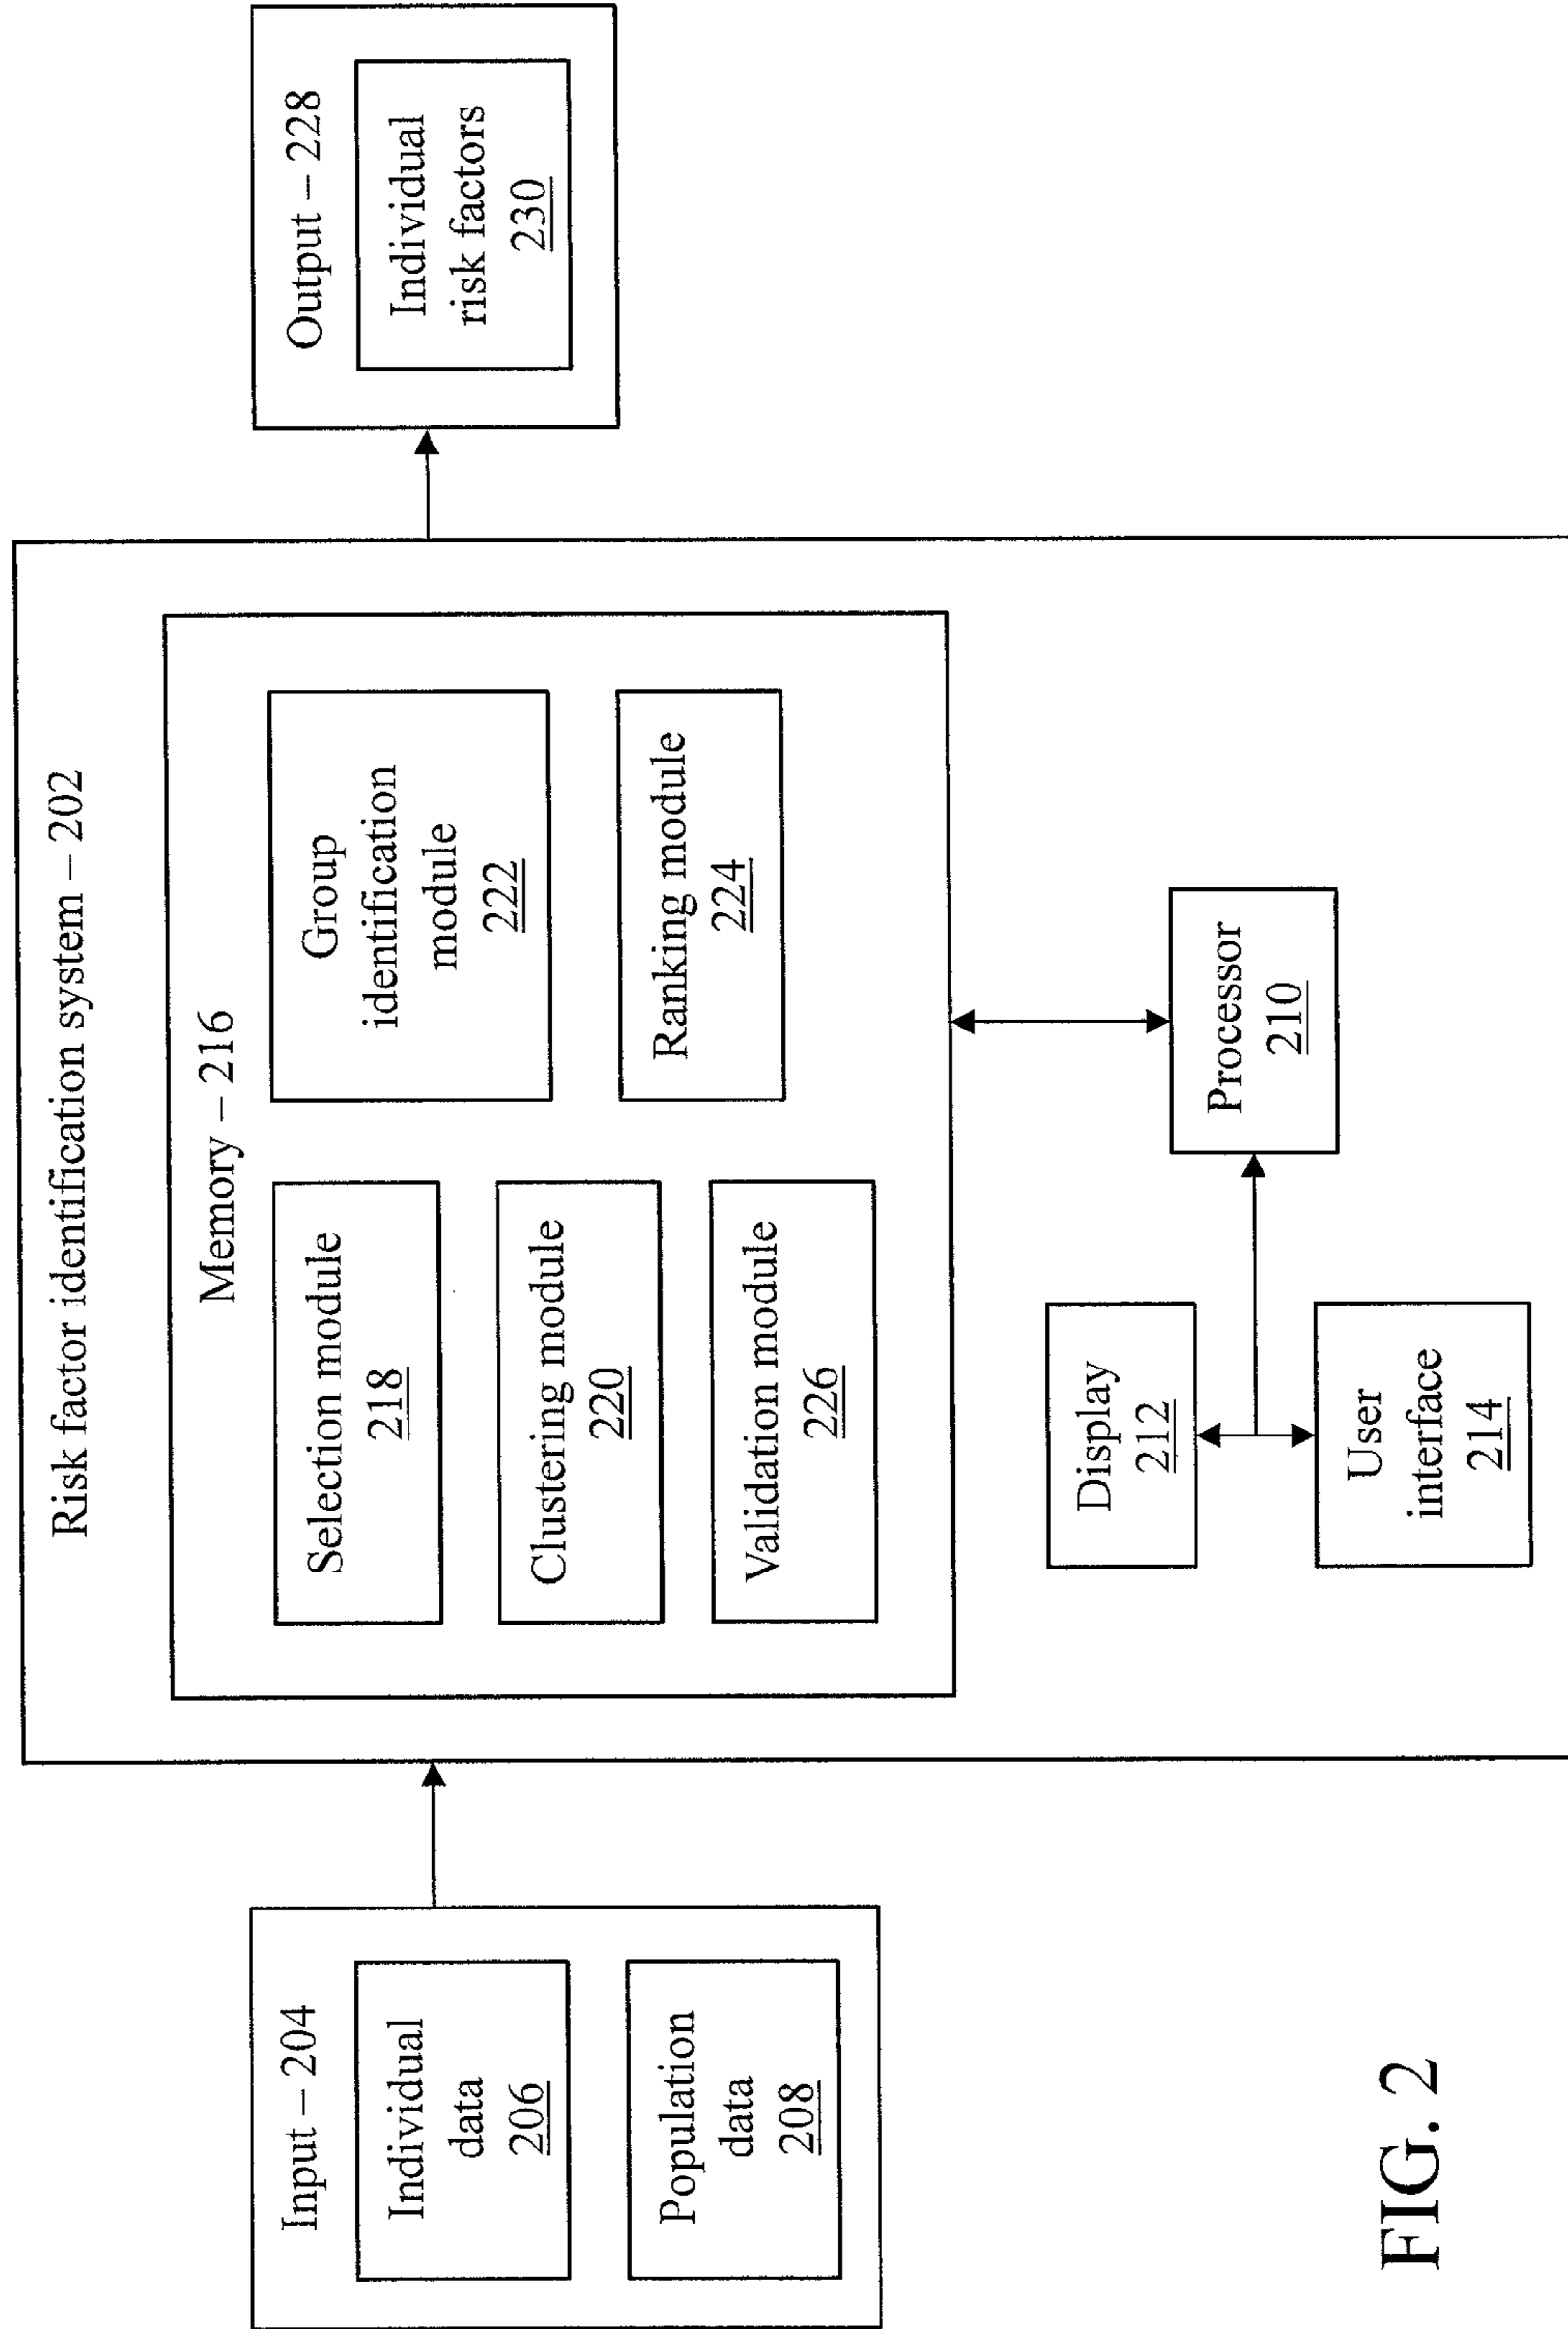 Risk factor identification system – 202
Input – 204
Individual
data
206
Population
data
208
Memory – 216
Selection module
218
Clustering module
220
Validation module
226
Group
identification
module
222
Ranking module
224
Display
212
User
interface
214
Processor
210
Output – 228
Individual
risk factors
230
FIG. 2